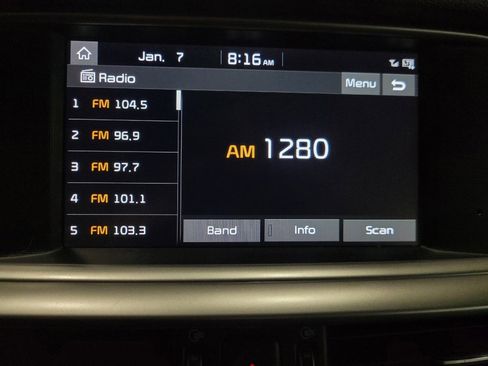 Jan. 7 8:16 AM
Radio Menu
1 FM 104.5
2 FM 96.9
3 FM 97.7
4 FM 101.1
5 FM 103.3
AM 1280
Band Info Scan